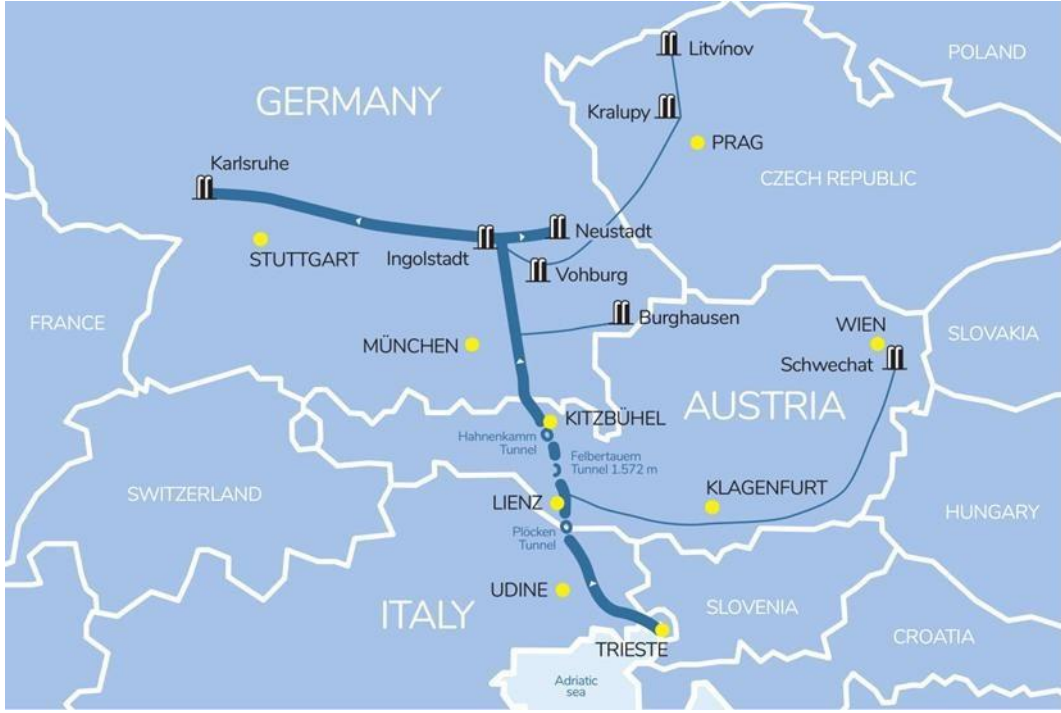 Litvínov
POLAND
GERMANY
Kralupy
PRAG
Karlsruhe
CZECH REPUBLIC
Neustadt
STUTTGART
Ingolstadt
Vohburg
FRANCE
Burghausen
WIEN
SLOVAKIA
MÜNCHEN
Schwechat
AUSTRIA
KITZBÜHEL
Hahnenkamm
Tunnel
Felbertauern
Tunnel 1.572 m
SWITZERLAND
LIENZ
KLAGENFURT
HUNGARY
Plöcken
Tunnel
UDINE
ITALY
SLOVENIA
CROATIA
TRIESTE
Adriatic
sea